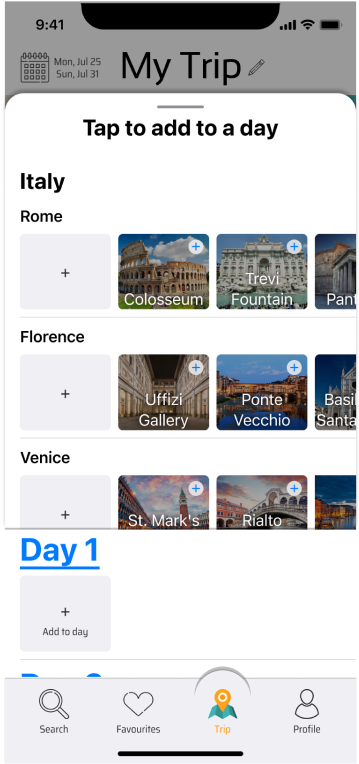 9:41
Mon, Jul 25
Sun, Jul 31
My Trip
Tap to add to a day
Italy
Rome
+
+
+
Colosseum
Trevi
Fountain
Pant
Florence
+
+
+
Uffizi
Gallery
Ponte
Vecchio
Basi
Santa
Venice
+
+
+
St. Mark's
Rialto
Day 1
+
Add to day
Search
Favourites
Trip
Profile